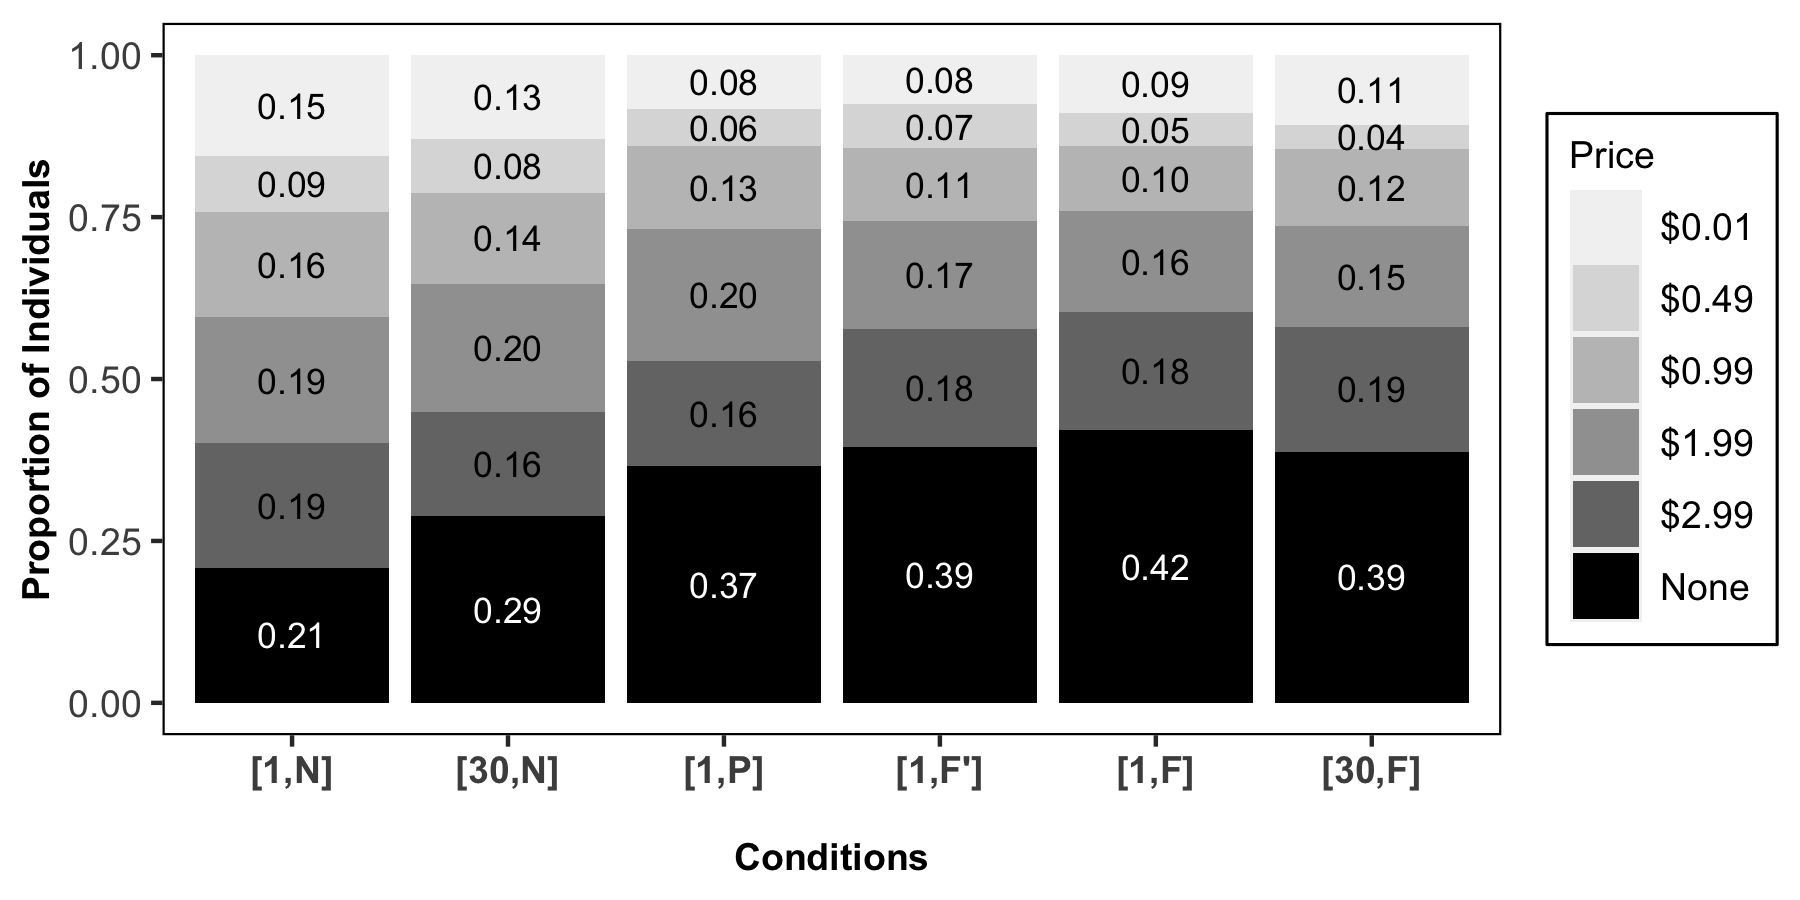 1.00
0.75
0.50
0.25
0.00
Proportion of Individuals
0.15 0.13 0.08 0.08 0.09 0.11
0.09 0.08 0.06 0.07 0.05 0.04
0.16 0.14 0.13 0.11 0.10 0.12
0.19 0.20 0.20 0.17 0.16 0.15
0.19 0.16 0.16 0.18 0.18 0.19
0.21 0.29 0.37 0.39 0.42 0.39
[1,N] [30,N] [1,P] [1,F'] [1,F] [30,F]
Conditions
Price
$0.01
$0.49
$0.99
$1.99
$2.99
None